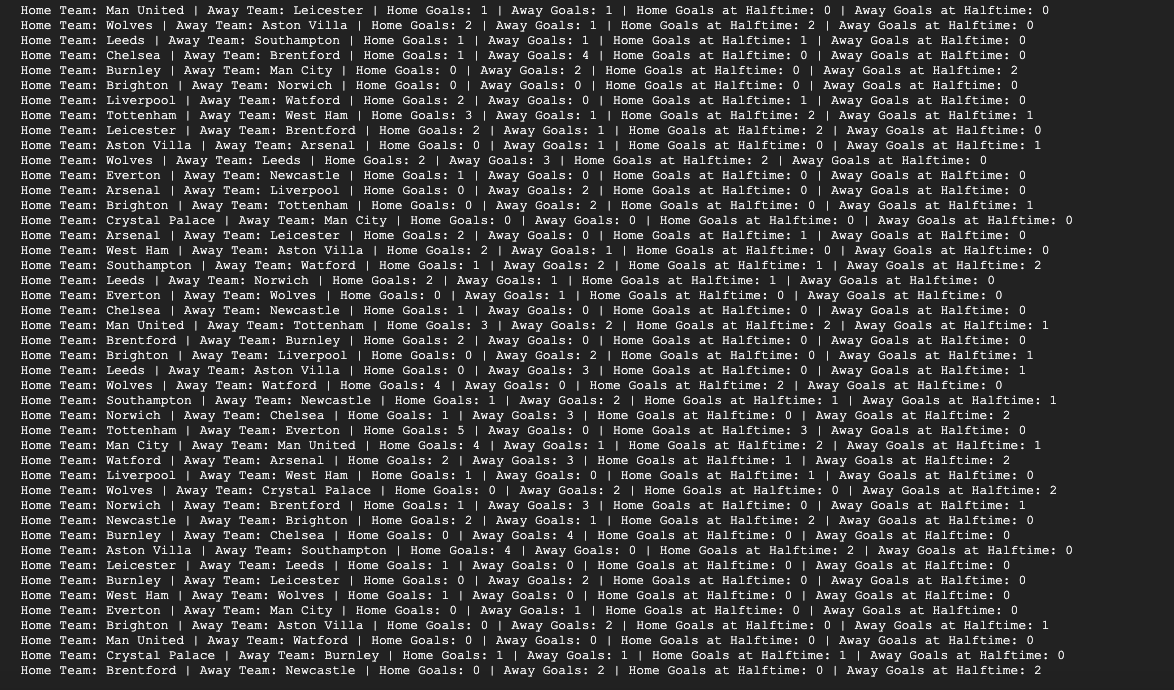 Home Team: Man United | Away Team: Leicester | Home Goals: 1 | Away Goals: 1 | Home Goals at Halftime: 0 | Away Goals at Halftime: 0
Home Team: Wolves | Away Team: Aston Villa | Home Goals: 2 | Away Goals: 1 | Home Goals at Halftime: 2 | Away Goals at Halftime: 0
Home Team: Leeds | Away Team: Southampton | Home Goals: 1 | Away Goals: 1 | Home Goals at Halftime: 1 | Away Goals at Halftime: 0
Home Team: Chelsea | Away Team: Brentford | Home Goals: 1 | Away Goals: 4 | Home Goals at Halftime: 0 | Away Goals at Halftime: 0
Home Team: Burnley | Away Team: Man City | Home Goals: 0 | Away Goals: 2 | Home Goals at Halftime: 0 | Away Goals at Halftime: 2
Home Team: Brighton | Away Team: Norwich | Home Goals: 0 | Away Goals: 0 | Home Goals at Halftime: 0 | Away Goals at Halftime: 0
Home Team: Liverpool | Away Team: Watford | Home Goals: 2 | Away Goals: 0 | Home Goals at Halftime: 1 | Away Goals at Halftime: 0
Home Team: Tottenham | Away Team: West Ham | Home Goals: 3 | Away Goals: 1 | Home Goals at Halftime: 2 | Away Goals at Halftime: 1
Home Team: Leicester | Away Team: Brentford | Home Goals: 2 | Away Goals: 1 | Home Goals at Halftime: 2 | Away Goals at Halftime: 0
Home Team: Aston Villa | Away Team: Arsenal | Home Goals: 0 | Away Goals: 1 | Home Goals at Halftime: 0 | Away Goals at Halftime: 1
Home Team: Wolves | Away Team: Leeds | Home Goals: 2 | Away Goals: 3 | Home Goals at Halftime: 2 | Away Goals at Halftime: 0
Home Team: Everton | Away Team: Newcastle | Home Goals: 1 | Away Goals: 0 | Home Goals at Halftime: 0 | Away Goals at Halftime: 0
Home Team: Arsenal | Away Team: Liverpool | Home Goals: 0 | Away Goals: 2 | Home Goals at Halftime: 0 | Away Goals at Halftime: 0
Home Team: Brighton | Away Team: Tottenham | Home Goals: 0 | Away Goals: 2 | Home Goals at Halftime: 0 | Away Goals at Halftime: 1
Home Team: Crystal Palace | Away Team: Man City | Home Goals: 0 | Away Goals: 0 | Home Goals at Halftime: 0 | Away Goals at Halftime: 0
Home Team: Arsenal | Away Team: Leicester | Home Goals: 2 | Away Goals: 0 | Home Goals at Halftime: 1 | Away Goals at Halftime: 0
Home Team: West Ham | Away Team: Aston Villa | Home Goals: 2 | Away Goals: 1 | Home Goals at Halftime: 0 | Away Goals at Halftime: 0
Home Team: Southampton | Away Team: Watford | Home Goals: 1 | Away Goals: 2 | Home Goals at Halftime: 1 | Away Goals at Halftime: 2
Home Team: Leeds | Away Team: Norwich | Home Goals: 2 | Away Goals: 1 | Home Goals at Halftime: 1 | Away Goals at Halftime: 0
Home Team: Everton | Away Team: Wolves | Home Goals: 0 | Away Goals: 1 | Home Goals at Halftime: 0 | Away Goals at Halftime: 0
Home Team: Chelsea | Away Team: Newcastle | Home Goals: 1 | Away Goals: 0 | Home Goals at Halftime: 0 | Away Goals at Halftime: 0
Home Team: Man United | Away Team: Tottenham | Home Goals: 3 | Away Goals: 2 | Home Goals at Halftime: 2 | Away Goals at Halftime: 1
Home Team: Brentford | Away Team: Burnley | Home Goals: 2 | Away Goals: 0 | Home Goals at Halftime: 0 | Away Goals at Halftime: 0
Home Team: Brighton | Away Team: Liverpool | Home Goals: 0 | Away Goals: 2 | Home Goals at Halftime: 0 | Away Goals at Halftime: 1
Home Team: Leeds | Away Team: Aston Villa | Home Goals: 0 | Away Goals: 3 | Home Goals at Halftime: 0 | Away Goals at Halftime: 1
Home Team: Wolves | Away Team: Watford | Home Goals: 4 | Away Goals: 0 | Home Goals at Halftime: 2 | Away Goals at Halftime: 0
Home Team: Southampton | Away Team: Newcastle | Home Goals: 1 | Away Goals: 2 | Home Goals at Halftime: 1 | Away Goals at Halftime: 1
Home Team: Norwich | Away Team: Chelsea | Home Goals: 1 | Away Goals: 3 | Home Goals at Halftime: 0 | Away Goals at Halftime: 2
Home Team: Tottenham | Away Team: Everton | Home Goals: 5 | Away Goals: 0 | Home Goals at Halftime: 3 | Away Goals at Halftime: 0
Home Team: Man City | Away Team: Man United | Home Goals: 4 | Away Goals: 1 | Home Goals at Halftime: 2 | Away Goals at Halftime: 1
Home Team: Watford | Away Team: Arsenal | Home Goals: 2 | Away Goals: 3 | Home Goals at Halftime: 1 | Away Goals at Halftime: 2
Home Team: Liverpool | Away Team: West Ham | Home Goals: 1 | Away Goals: 0 | Home Goals at Halftime: 1 | Away Goals at Halftime: 0
Home Team: Wolves | Away Team: Crystal Palace | Home Goals: 0 | Away Goals: 2 | Home Goals at Halftime: 0 | Away Goals at Halftime: 2
Home Team: Norwich | Away Team: Brentford | Home Goals: 1 | Away Goals: 3 | Home Goals at Halftime: 0 | Away Goals at Halftime: 1
Home Team: Newcastle | Away Team: Brighton | Home Goals: 2 | Away Goals: 1 | Home Goals at Halftime: 2 | Away Goals at Halftime: 0
Home Team: Burnley | Away Team: Chelsea | Home Goals: 0 | Away Goals: 4 | Home Goals at Halftime: 0 | Away Goals at Halftime: 0
Home Team: Aston Villa | Away Team: Southampton | Home Goals: 4 | Away Goals: 0 | Home Goals at Halftime: 2 | Away Goals at Halftime: 0
Home Team: Leicester | Away Team: Leeds | Home Goals: 1 | Away Goals: 0 | Home Goals at Halftime: 0 | Away Goals at Halftime: 0
Home Team: Burnley | Away Team: Leicester | Home Goals: 0 | Away Goals: 2 | Home Goals at Halftime: 0 | Away Goals at Halftime: 0
Home Team: West Ham | Away Team: Wolves | Home Goals: 1 | Away Goals: 0 | Home Goals at Halftime: 0 | Away Goals at Halftime: 0
Home Team: Everton | Away Team: Man City | Home Goals: 0 | Away Goals: 1 | Home Goals at Halftime: 0 | Away Goals at Halftime: 0
Home Team: Brighton | Away Team: Aston Villa | Home Goals: 0 | Away Goals: 2 | Home Goals at Halftime: 0 | Away Goals at Halftime: 1
Home Team: Man United | Away Team: Watford | Home Goals: 0 | Away Goals: 0 | Home Goals at Halftime: 0 | Away Goals at Halftime: 0
Home Team: Crystal Palace | Away Team: Burnley | Home Goals: 1 | Away Goals: 1 | Home Goals at Halftime: 1 | Away Goals at Halftime: 0
Home Team: Brentford | Away Team: Newcastle | Home Goals: 0 | Away Goals: 2 | Home Goals at Halftime: 0 | Away Goals at Halftime: 2